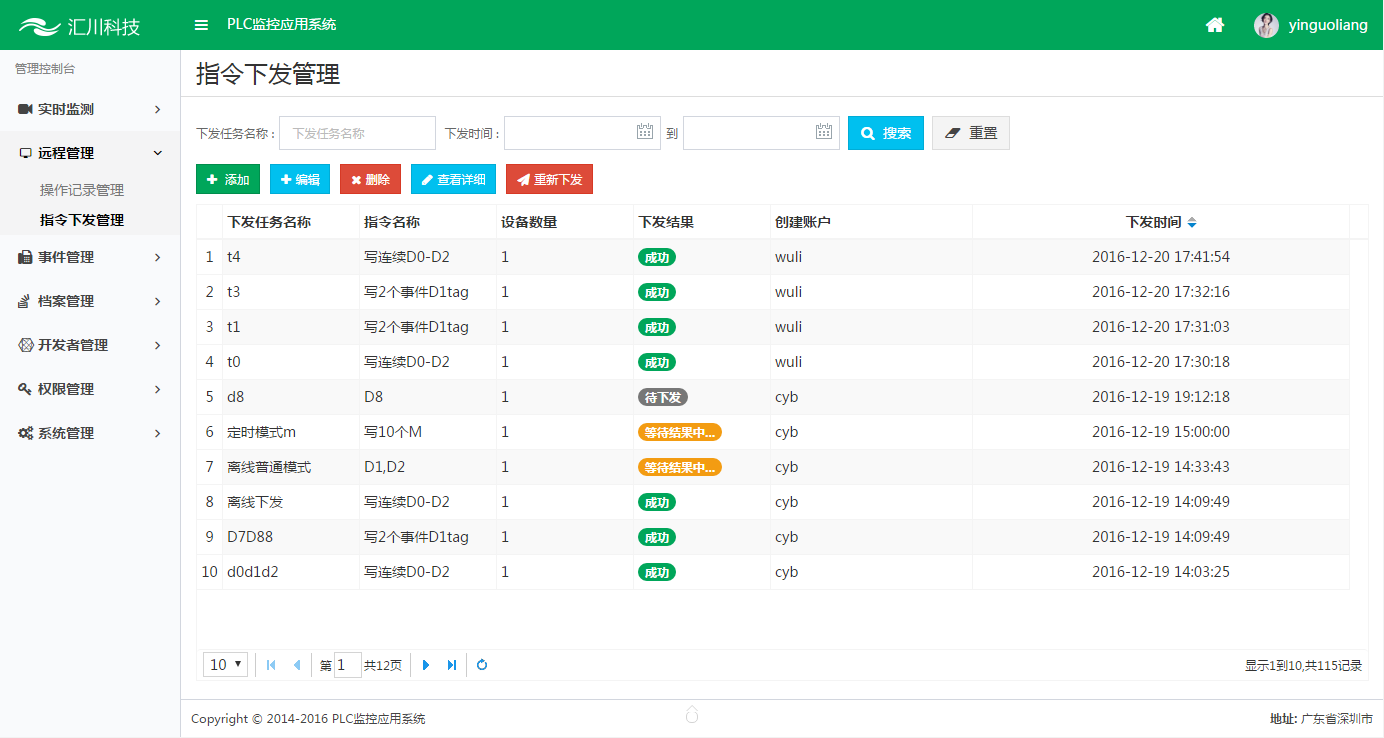 汇川科技 PLC监控应用系统 yinguoliang
管理控制台
实时监测
远程管理
操作记录管理
指令下发管理
事件管理
档案管理
开发者管理
权限管理
系统管理
指令下发管理
下发任务名称 : 下发任务名称 下发时间 : 到 搜索 重置
添加 编辑 删除 查看详细 重新下发
下发任务名称 指令名称 设备数量 下发结果 创建账户 下发时间
1 t4 写连续D0-D2 1 成功 wuli 2016-12-20 17:41:54
2 t3 写2个事件D1tag 1 成功 wuli 2016-12-20 17:32:16
3 t1 写2个事件D1tag 1 成功 wuli 2016-12-20 17:31:03
4 t0 写连续D0-D2 1 成功 wuli 2016-12-20 17:30:18
5 d8 D8 1 待下发 cyb 2016-12-19 19:12:18
6 定时模式m 写10个M 1 等待结果中... cyb 2016-12-19 15:00:00
7 离线普通模式 D1,D2 1 等待结果中... cyb 2016-12-19 14:33:43
8 离线下发 写连续D0-D2 1 成功 cyb 2016-12-19 14:09:49
9 D7D88 写2个事件D1tag 1 成功 cyb 2016-12-19 14:09:49
10 d0d1d2 写连续D0-D2 1 成功 cyb 2016-12-19 14:03:25
10 第 1 共12页 显示1到10,共115记录
Copyright © 2014-2016 PLC监控应用系统 地址: 广东省深圳市